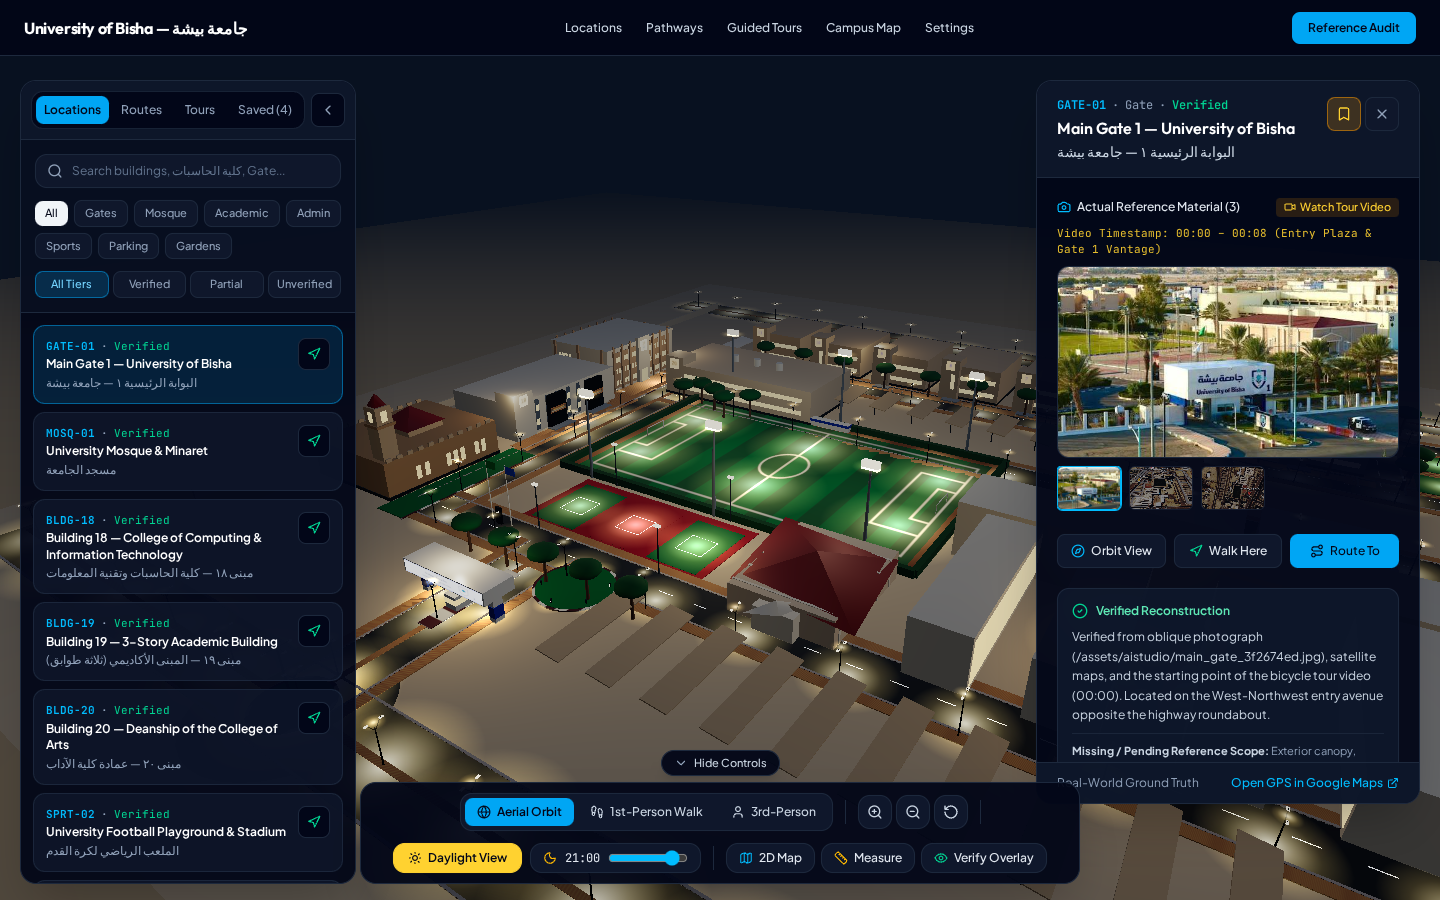 University of Bisha — جامعة بيشة
Locations
Pathways
Guided Tours
Campus Map
Settings
Reference Audit
Locations
Routes
Tours
Saved (4)
Search buildings, كلية الحاسبات, Gate...
All
Gates
Mosque
Academic
Admin
Sports
Parking
Gardens
All Tiers
Verified
Partial
Unverified
GATE-01 · Verified
Main Gate 1 — University of Bisha
البوابة الرئيسية ١ — جامعة بيشة
MOSQ-01 · Verified
University Mosque & Minaret
مسجد الجامعة
BLDG-18 · Verified
Building 18 — College of Computing &
Information Technology
مبنى ١٨ — كلية الحاسبات وتقنية المعلومات
BLDG-19 · Verified
Building 19 — 3-Story Academic Building
مبنى ١٩ — المبنى الأكاديمي (ثلاثة طوابق)
BLDG-20 · Verified
Building 20 — Deanship of the College of
Arts
مبنى ٢٠ — عمادة كلية الآداب
SPRT-02 · Verified
University Football Playground & Stadium
الملعب الرياضي لكرة القدم
Hide Controls
Aerial Orbit
1st-Person Walk
3rd-Person
Daylight View
21:00
2D Map
Measure
Verify Overlay
GATE-01 · Gate · Verified
Main Gate 1 — University of Bisha
البوابة الرئيسية ١ — جامعة بيشة
Actual Reference Material (3)
Watch Tour Video
Video Timestamp: 00:00 – 00:08 (Entry Plaza &
Gate 1 Vantage)
جامعة بيشة
University of Bisha
Orbit View
Walk Here
Route To
Verified Reconstruction
Verified from oblique photograph
(/assets/aistudio/main_gate_3f2674ed.jpg), satellite
maps, and the starting point of the bicycle tour video
(00:00). Located on the West-Northwest entry avenue
opposite the highway roundabout.
Missing / Pending Reference Scope: Exterior canopy,
Real-World Ground Truth
Open GPS in Google Maps